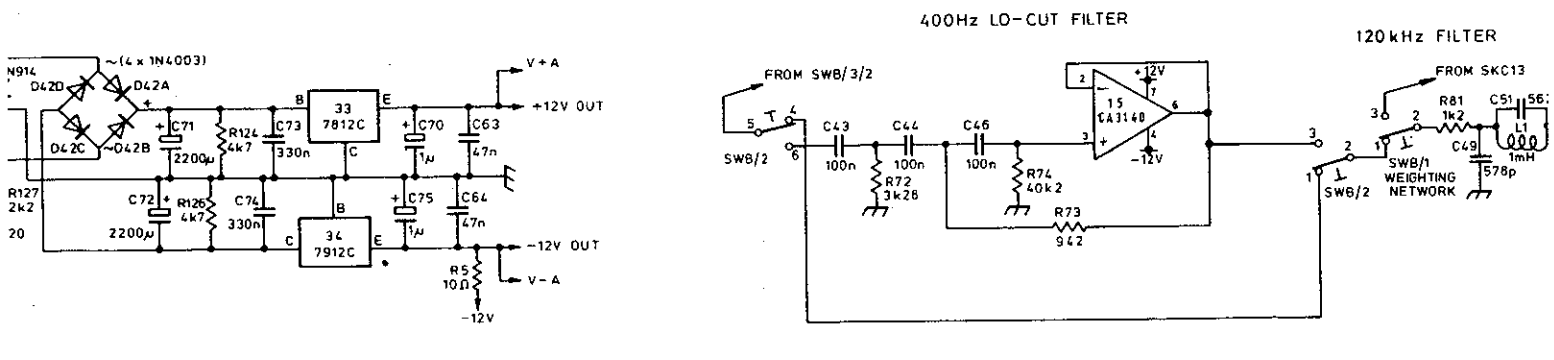 400Hz LO-CUT FILTER
120kHz FILTER
~(4 x 1N4003)
N914
D42D
D42A
D42C
~D42B
+
C71
+
2200µ
R124
4k7
C73
330n
B
33
7812C
E
C
V+A
+12V OUT
+
C70
1µ
C63
47n
R127
2k2
20
C72
+
2200µ
R126
4k7
C74
330n
B
C
34
7912C
E
+
C75
1µ
C64
47n
-12V OUT
R5
10Ω
-12V
V-A
FROM SWB/3/2
5
4
6
SWB/2
C43
100n
C44
100n
C46
100n
R72
3k28
R74
40k2
R73
942
2
3
15
CA3140
+12V
7
6
4
-12V
3
2
1
SWB/2
FROM SKC13
3
2
1
SWB/1
WEIGHTING
NETWORK
R81
1k2
C51
L1
1mH
C49
578p